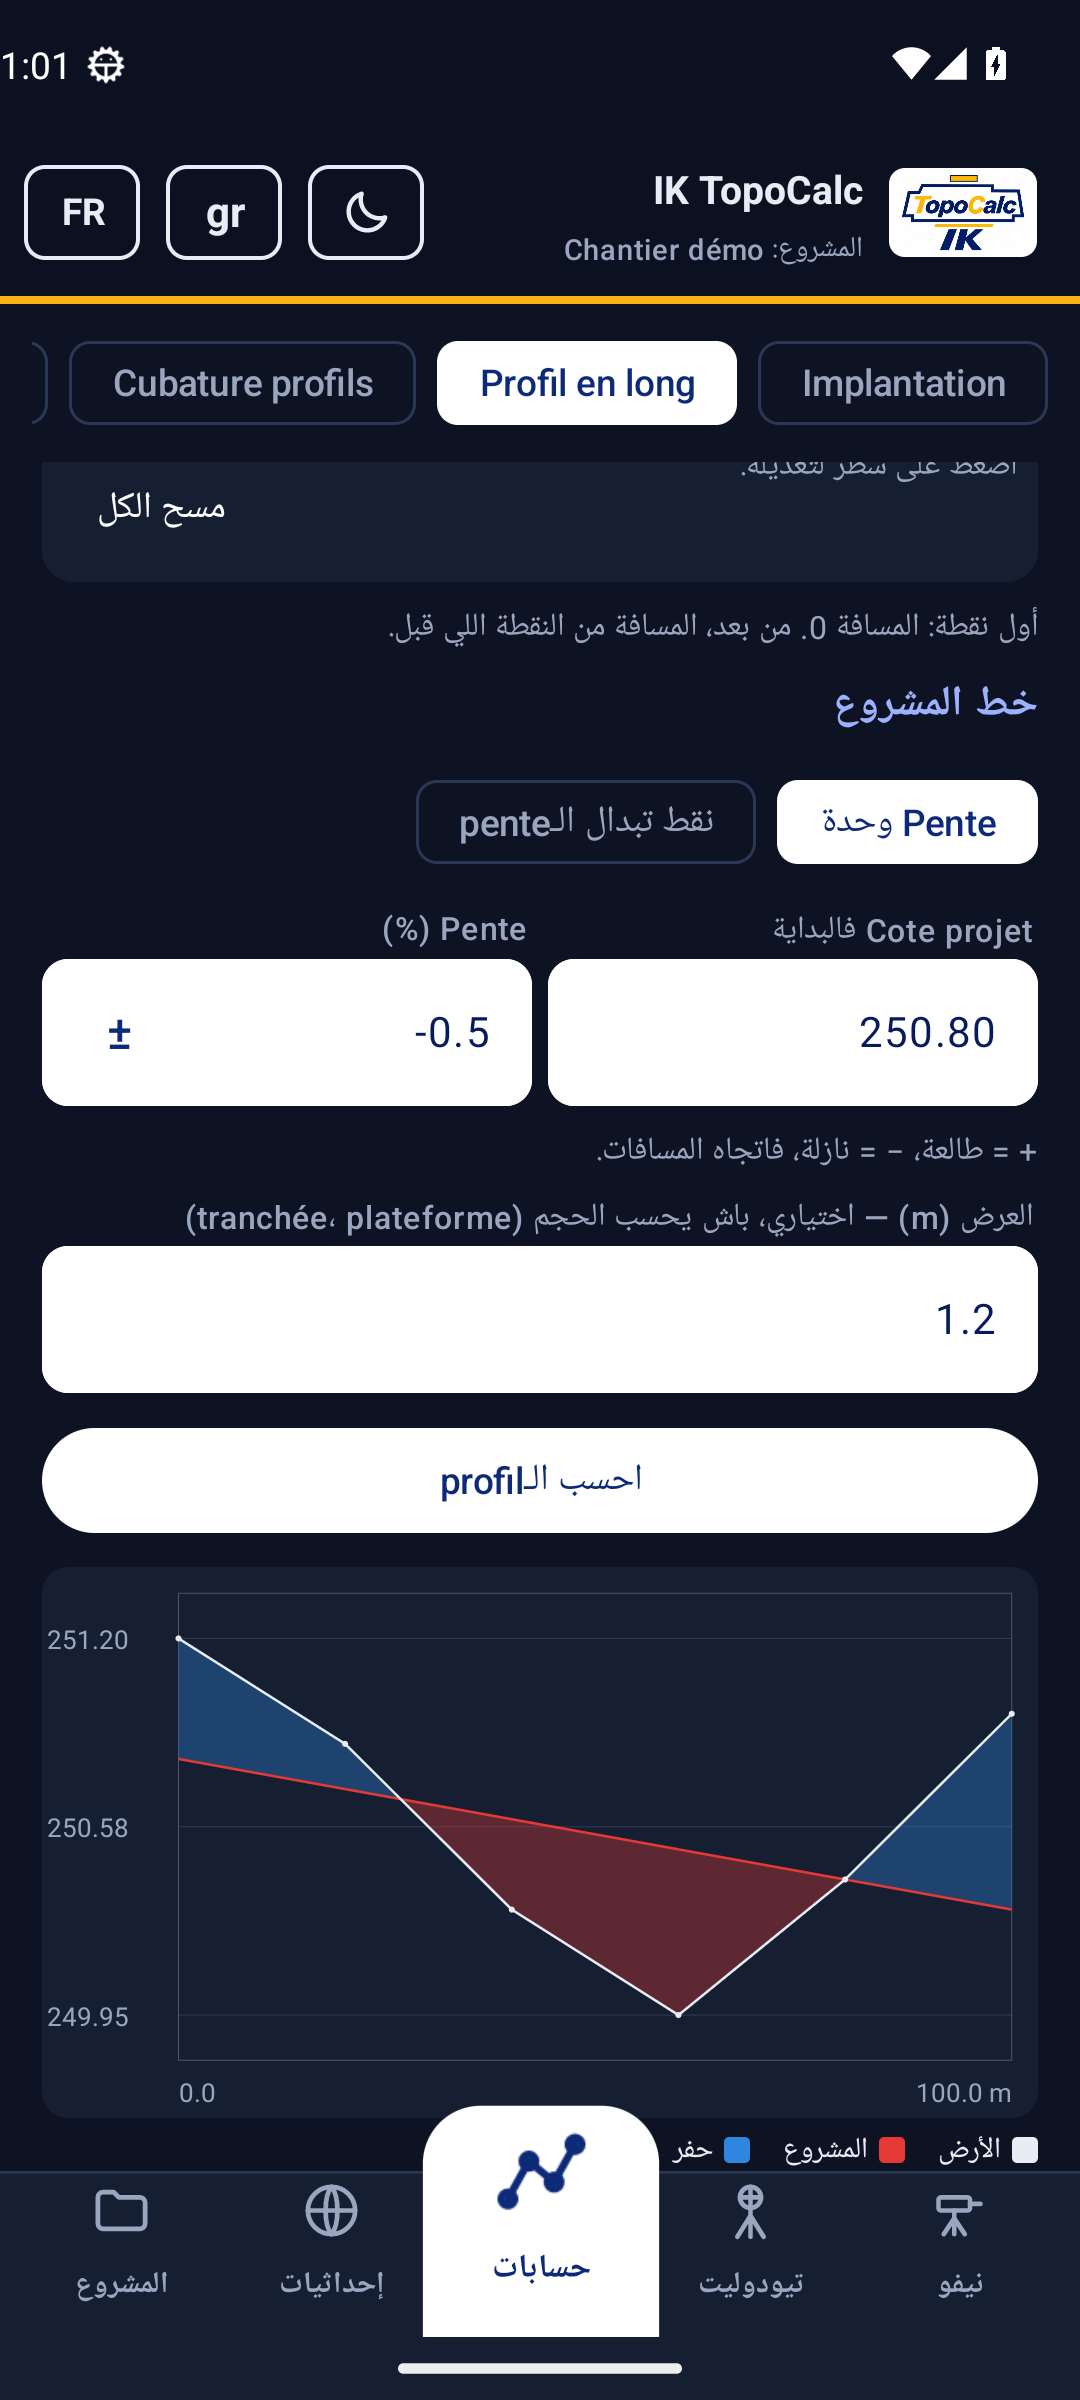 1:01
FR
gr
IK TopoCalc
المشروع: Chantier démo
TopoCalc
IK
Cubature profils
Profil en long
Implantation
اضغط على سطر لتعديله.
مسح الكل
أول نقطة: المسافة 0. من بعد، المسافة من النقطة اللي قبل.
خط المشروع
Pente وحدة
نقط تبدال الـpente
Cote projet فالبداية
Pente (%)
250.80
-0.5
±
+ = طالعة، − = نازلة، فاتجاه المسافات.
العرض (m) — اختياري، باش يحسب الحجم (tranchée، plateforme)
1.2
احسب الـprofil
251.20
250.58
249.95
0.0
100.0 m
الأرض
المشروع
حفر
نيفو
تيودوليت
حسابات
إحداثيات
المشروع